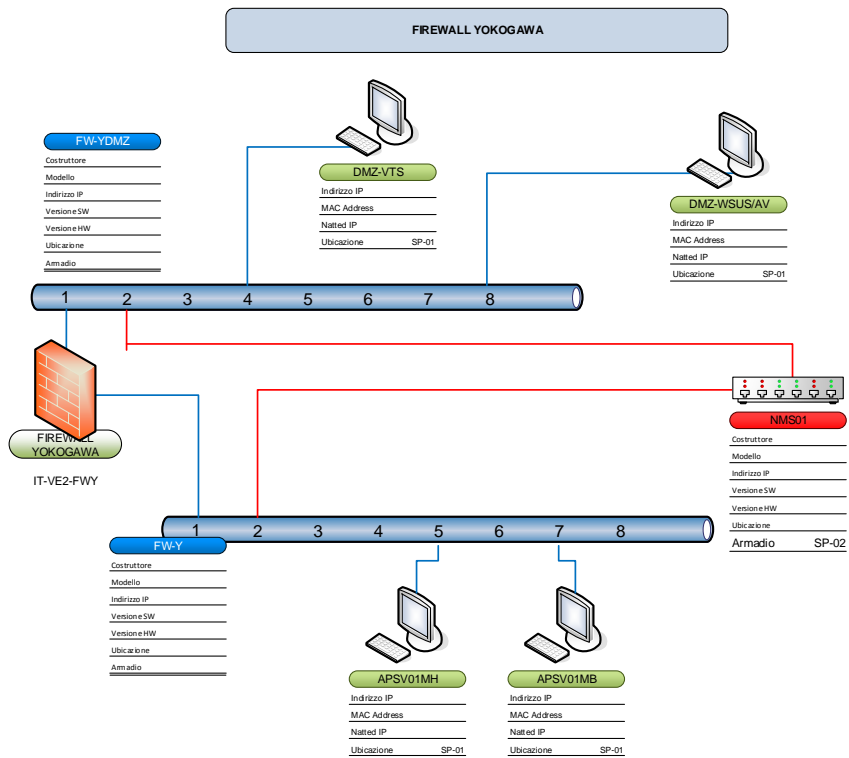 FIREWALL YOKOGAWA
FW-YDMZ
Costruttore
Modello
Indirizzo IP
Versione SW
Versione HW
Ubicazione
Armadio
DMZ-VTS
Indirizzo IP
MAC Address
Natted IP
Ubicazione SP-01
DMZ-WSUS/AV
Indirizzo IP
MAC Address
Natted IP
Ubicazione SP-01
1 2 3 4 5 6 7 8
FIREWALL
YOKOGAWA
IT-VE2-FWY
NMS01
Costruttore
Modello
Indirizzo IP
Versione SW
Versione HW
Ubicazione
Armadio SP-02
1 2 3 4 5 6 7 8
FW-Y
Costruttore
Modello
Indirizzo IP
Versione SW
Versione HW
Ubicazione
Armadio
APSV01MH
Indirizzo IP
MAC Address
Natted IP
Ubicazione SP-01
APSV01MB
Indirizzo IP
MAC Address
Natted IP
Ubicazione SP-01